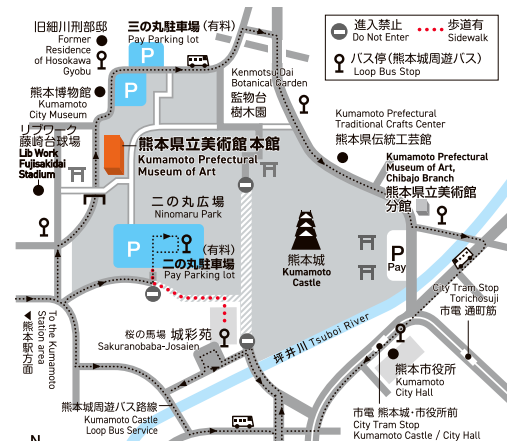 旧細川刑部邸
Former
Residence
of Hosokawa
Gyobu
三の丸駐車場（有料）
Pay Parking lot
P
P
進入禁止
Do Not Enter
歩道有
Sidewalk
バス停（熊本城周遊バス）
Loop Bus Stop
Kenmotsu Dai
Botanical Garden
監物台
樹木園
熊本博物館
Kumamoto
City Museum
リブワーク
藤崎台球場
Lib Work
Fujisakidai
Stadium
熊本県立美術館 本館
Kumamoto Prefectural
Museum of Art
Kumamoto Prefectural
Traditional Crafts Center
熊本県伝統工芸館
Kumamoto Prefectural
Museum of Art,
Chibajo Branch
熊本県立美術館
分館
二の丸広場
Ninomaru Park
P
（有料）
二の丸駐車場
Pay Parking lot
熊本城
Kumamoto
Castle
P
Pay
City Tram Stop
Torichosuji
市電 通町筋
To the Kumamoto
Station area
◀熊本駅方面
桜の馬場 城彩苑
Sakuranobaba-Josaien
坪井川 Tsuboi River
熊本市役所
Kumamoto
City Hall
熊本城周遊バス路線
Kumamoto Castle
Loop Bus Service
市電 熊本城・市役所前
City Tram Stop
Kumamoto Castle / City Hall
N